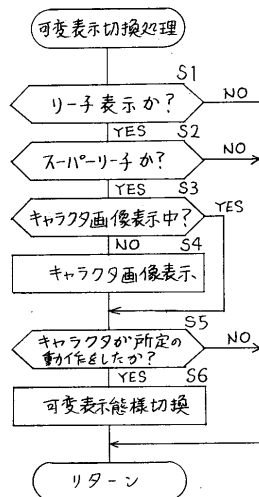 可変表示切換処理
S1
リーチ表示か?
NO
YES
S2
スーパーリーチか?
NO
YES
S3
キャラクタ画像表示中?
YES
NO
S4
キャラクタ画像表示
S5
キャラクタが所定の
動作をしたか?
NO
YES
S6
可変表示態様切換
リターン